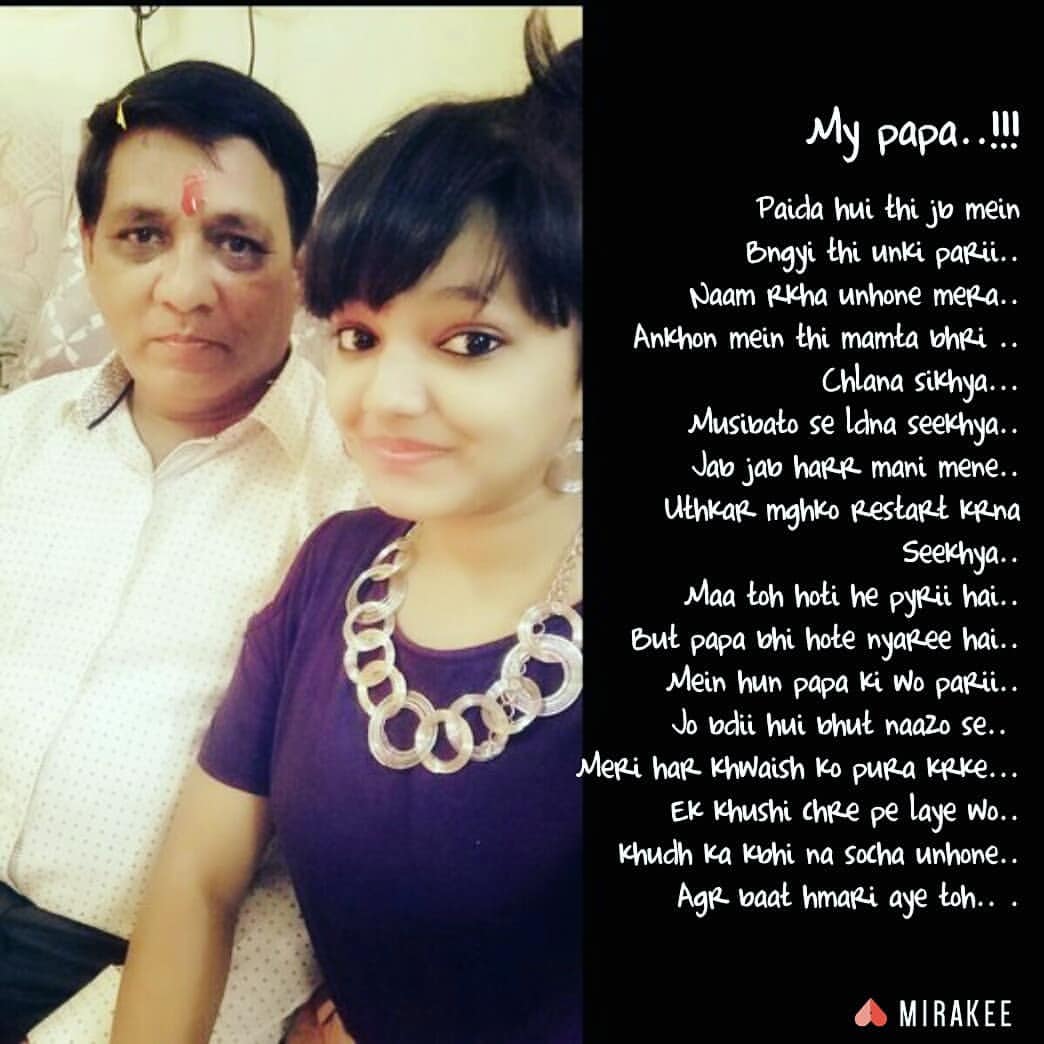 My papa..!!!
Paida hui thi jb mein
Bngyi thi unki parii..
Naam rkha unhone mera..
Ankhon mein thi mamta bhri ..
Chlana sikhya...
Musibato se ldna seekhya..
Jab jab harr mani mene..
Uthkar mghko restart krna
Seekhya..
Maa toh hoti he pyrii hai..
But papa bhi hote nyaree hai..
Mein hun papa ki wo parii..
Jo bdii hui bhut naazo se..
Meri har khwaish ko pura krke...
Ek khushi chre pe laye wo..
Khudh ka kbhi na socha unhone..
Agr baat hmari aye toh.. .
MIRAKEE